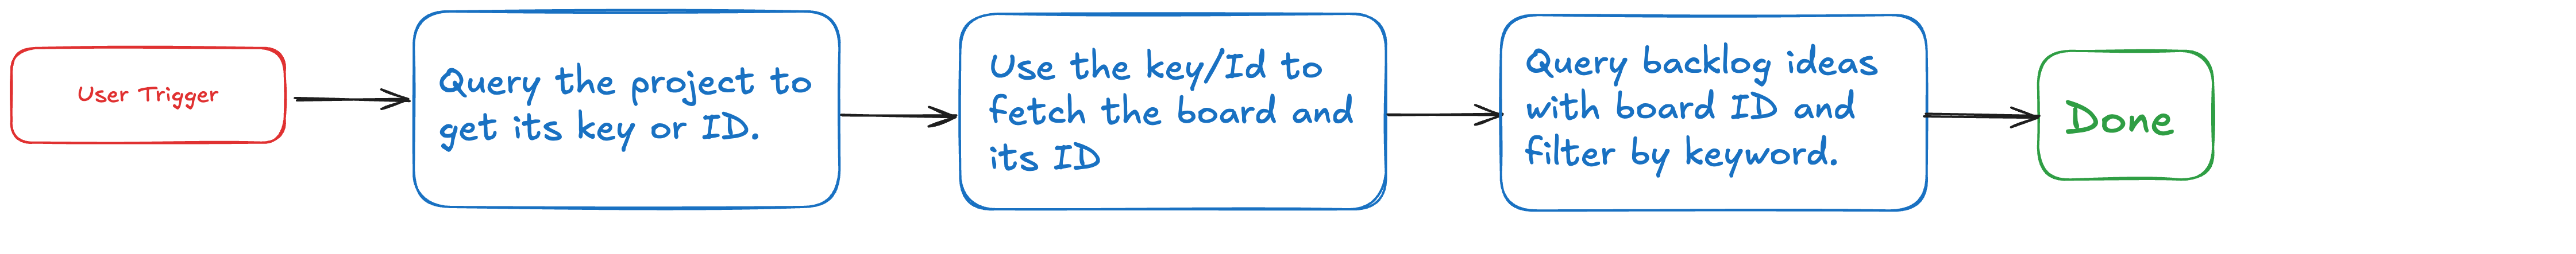 User Trigger
Query the project to
get its key or ID.
Use the key/Id to
fetch the board and
its ID
Query backlog ideas
with board ID and
filter by keyword.
Done